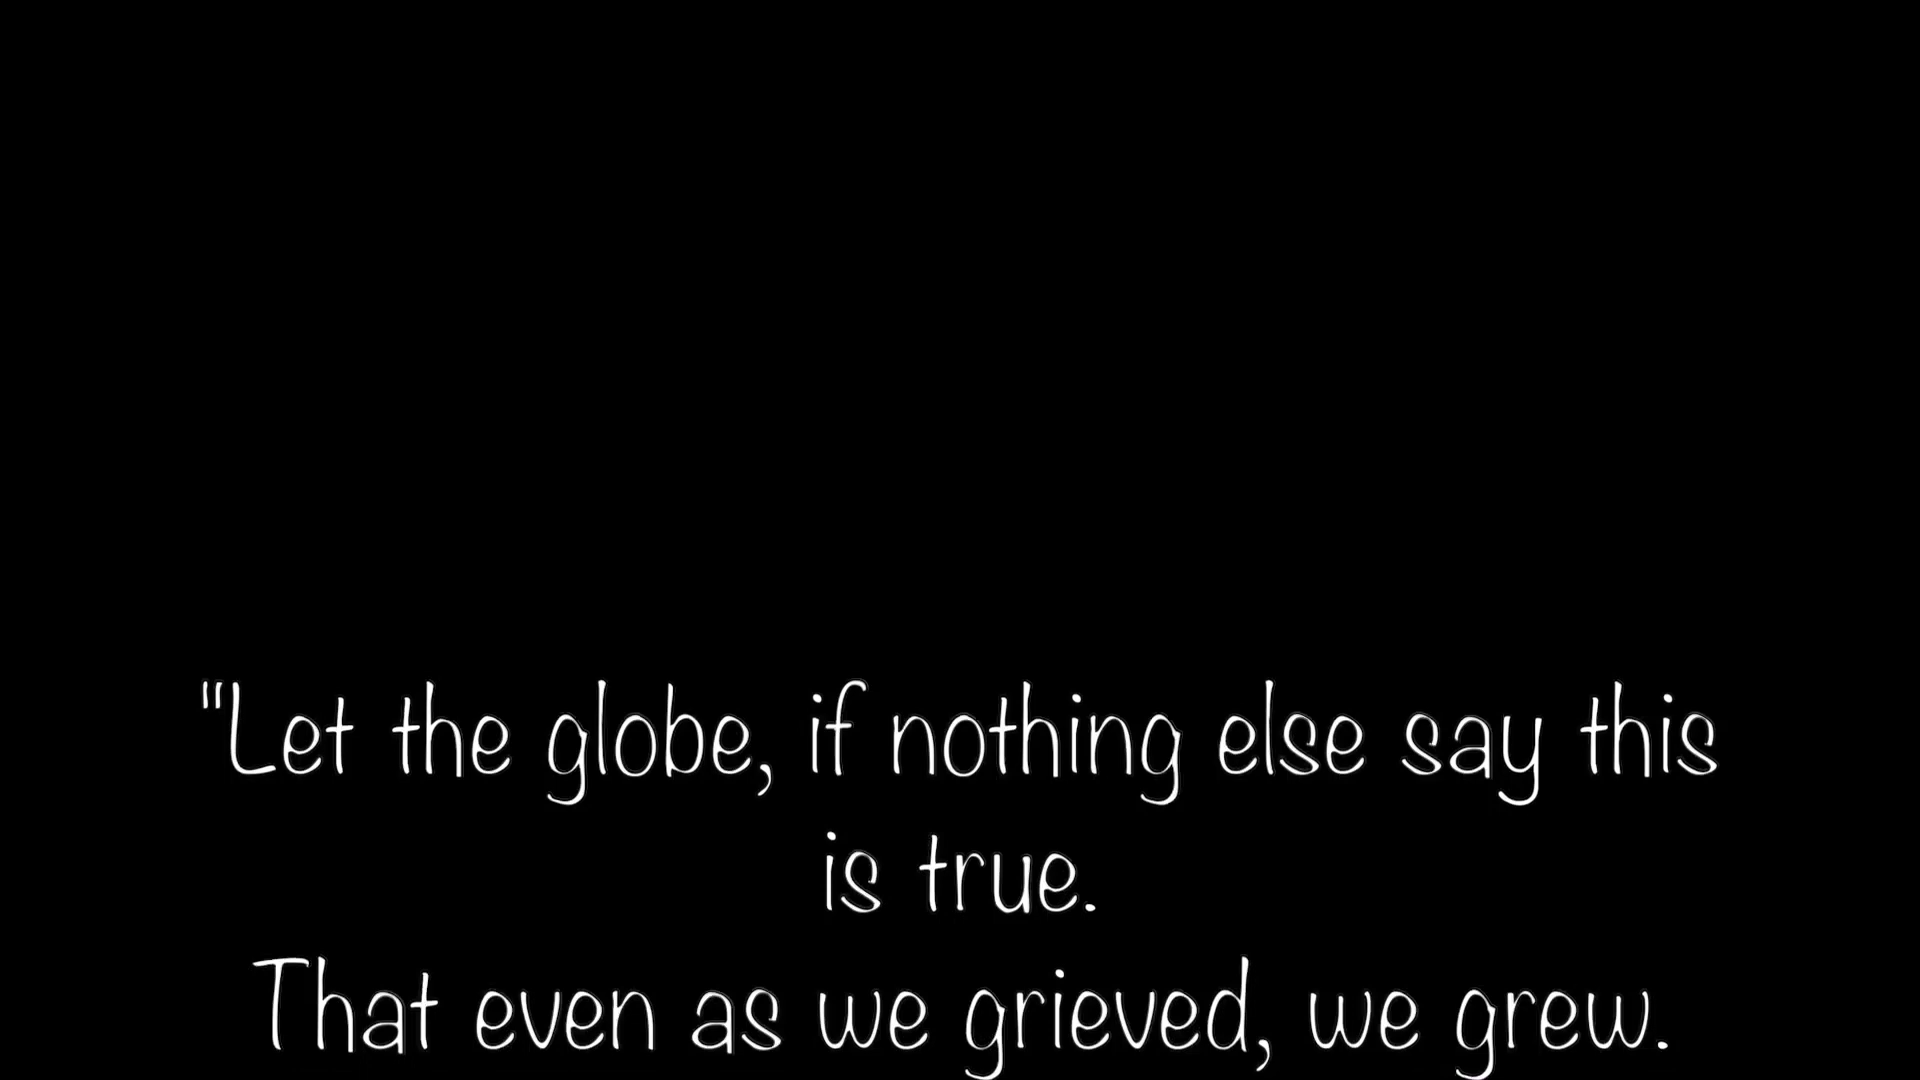 "Let the globe, if nothing else say this
is true.
That even as we grieved, we grew.